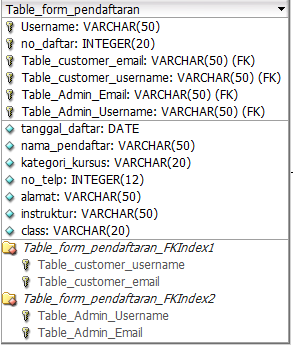 Table_form_pendaftaran
Username: VARCHAR(50)
no_daftar: INTEGER(20)
Table_customer_email: VARCHAR(50) (FK)
Table_customer_username: VARCHAR(50) (FK)
Table_Admin_Email: VARCHAR(50) (FK)
Table_Admin_Username: VARCHAR(50) (FK)
tanggal_daftar: DATE
nama_pendaftar: VARCHAR(50)
kategori_kursus: VARCHAR(20)
no_telp: INTEGER(12)
alamat: VARCHAR(50)
instruktur: VARCHAR(50)
class: VARCHAR(20)
Table_form_pendaftaran_FKIndex1
Table_customer_username
Table_customer_email
Table_form_pendaftaran_FKIndex2
Table_Admin_Username
Table_Admin_Email